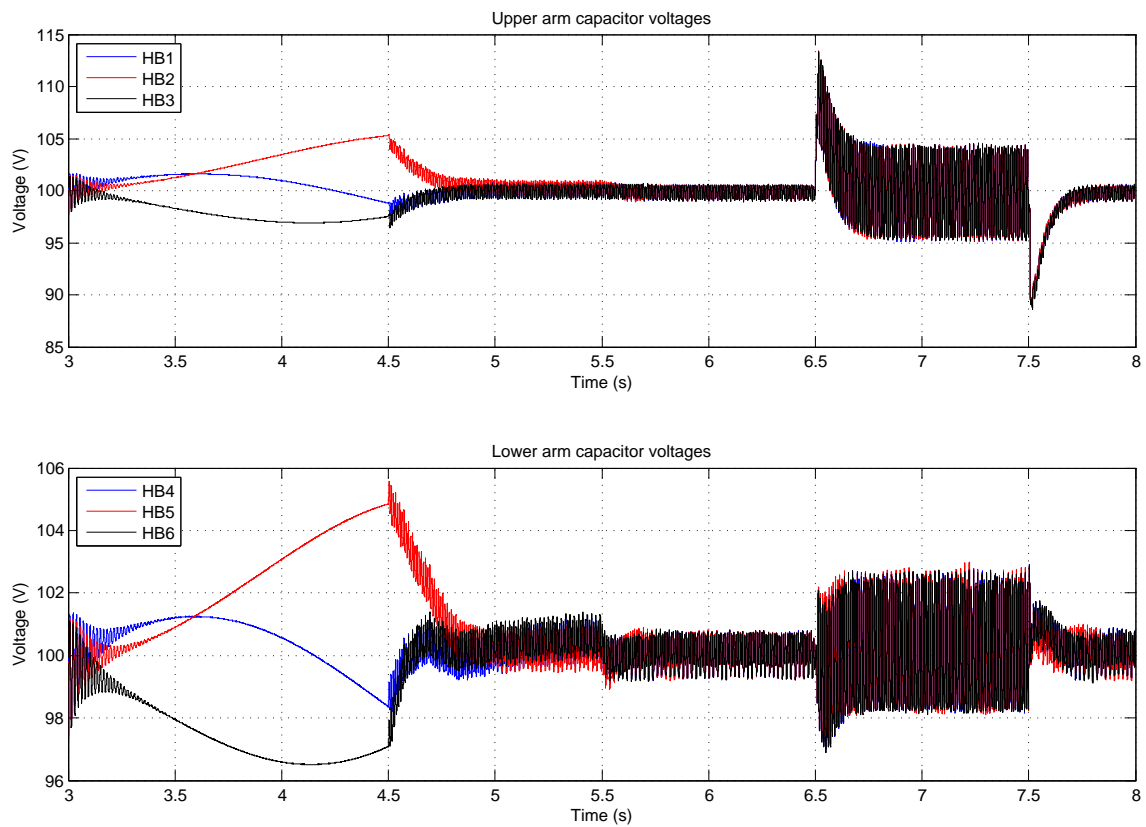 Upper arm capacitor voltages
115
110
105
100
95
90
85
Voltage (V)
HB1
HB2
HB3
3 3.5 4 4.5 5 5.5 6 6.5 7 7.5 8
Time (s)
Lower arm capacitor voltages
106
104
102
100
98
96
Voltage (V)
HB4
HB5
HB6
3 3.5 4 4.5 5 5.5 6 6.5 7 7.5 8
Time (s)